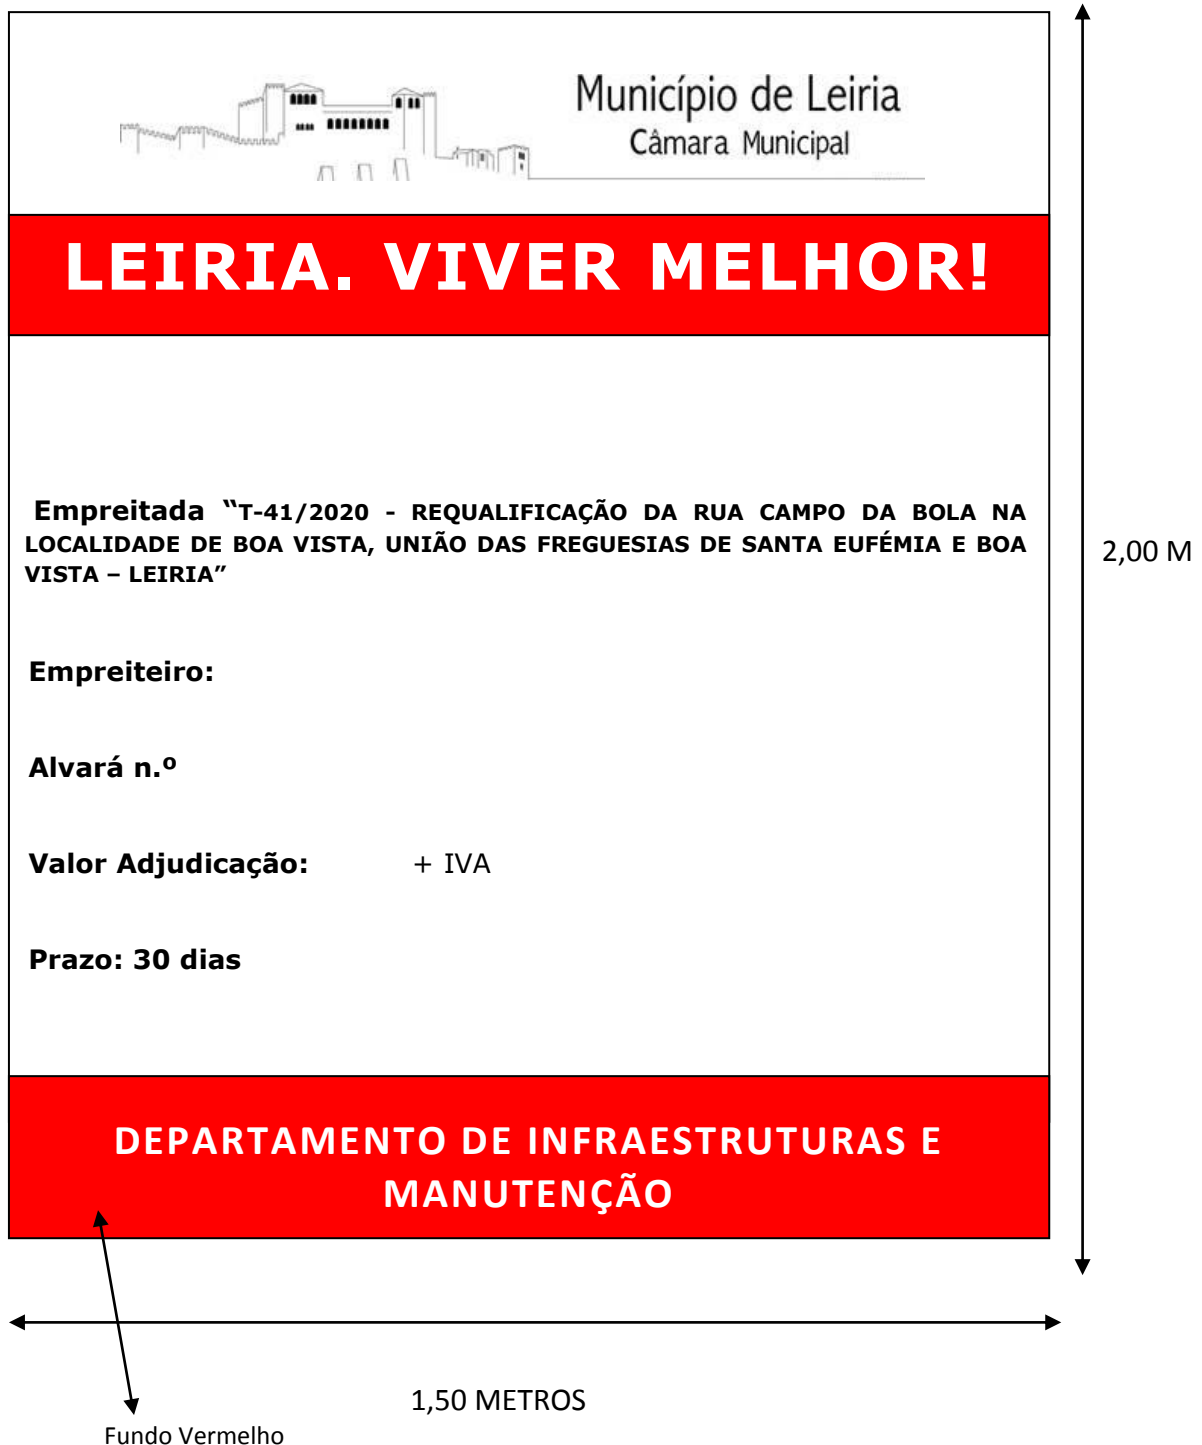 Município de Leiria
Câmara Municipal
LEIRIA. VIVER MELHOR!
Empreitada “T-41/2020 - REQUALIFICAÇÃO DA RUA CAMPO DA BOLA NA
LOCALIDADE DE BOA VISTA, UNIÃO DAS FREGUESIAS DE SANTA EUFÉMIA E BOA
VISTA – LEIRIA”
2,00 M
Empreiteiro:
Alvará n.º
Valor Adjudicação: + IVA
Prazo: 30 dias
DEPARTAMENTO DE INFRAESTRUTURAS E
MANUTENÇÃO
1,50 METROS
Fundo Vermelho